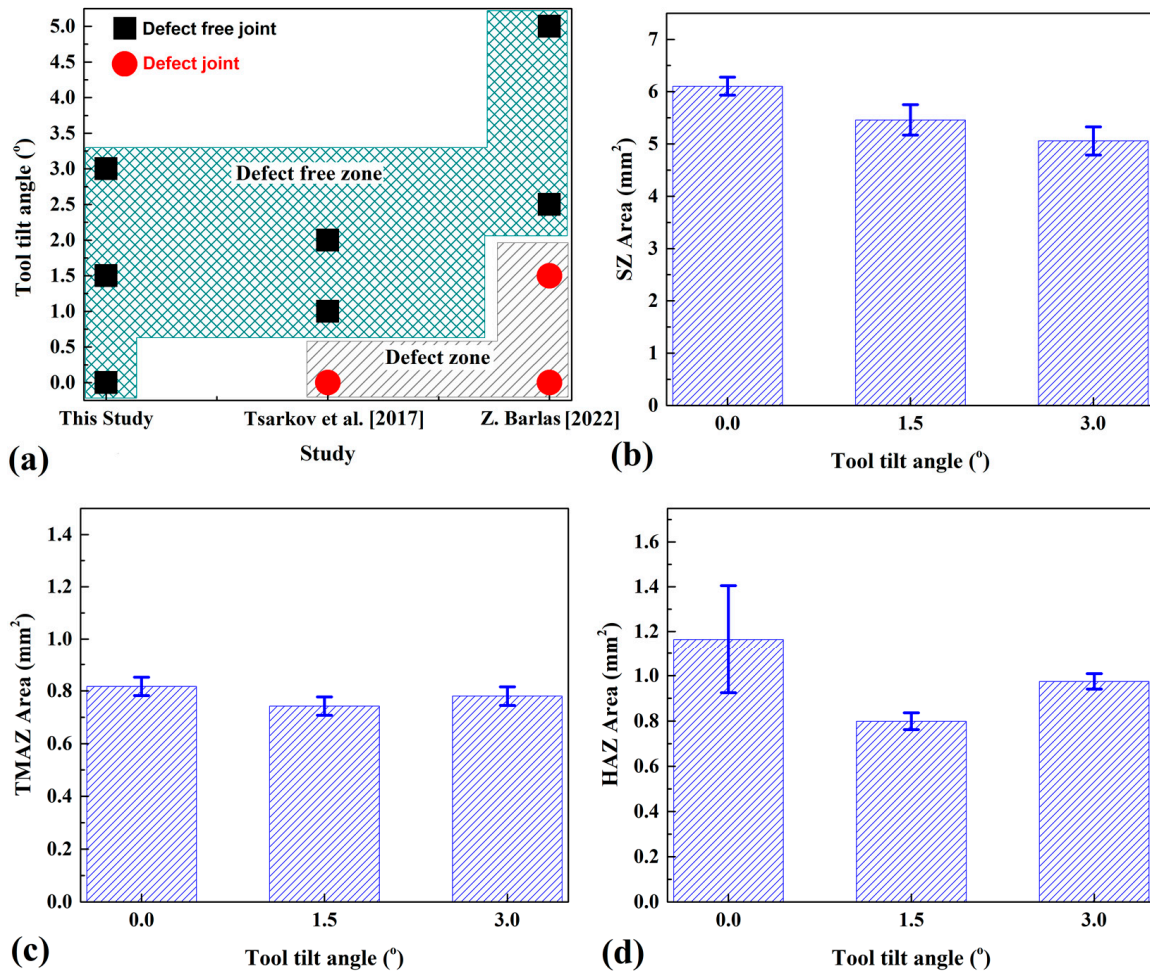 Defect free joint
Defect joint
5.0
4.5
4.0
3.5
3.0
2.5
2.0
1.5
1.0
0.5
0.0
Tool tilt angle (°)
Defect free zone
Defect zone
This Study
Tsarkov et al. [2017]
Z. Barlas [2022]
Study
(a)
7
6
5
4
3
2
1
0
SZ Area (mm²)
0.0 1.5 3.0
Tool tilt angle (°)
(b)
1.4
1.2
1.0
0.8
0.6
0.4
0.2
0.0
TMAZ Area (mm²)
0.0 1.5 3.0
Tool tilt angle (°)
(c)
1.6
1.4
1.2
1.0
0.8
0.6
0.4
0.2
0.0
HAZ Area (mm²)
0.0 1.5 3.0
Tool tilt angle (°)
(d)